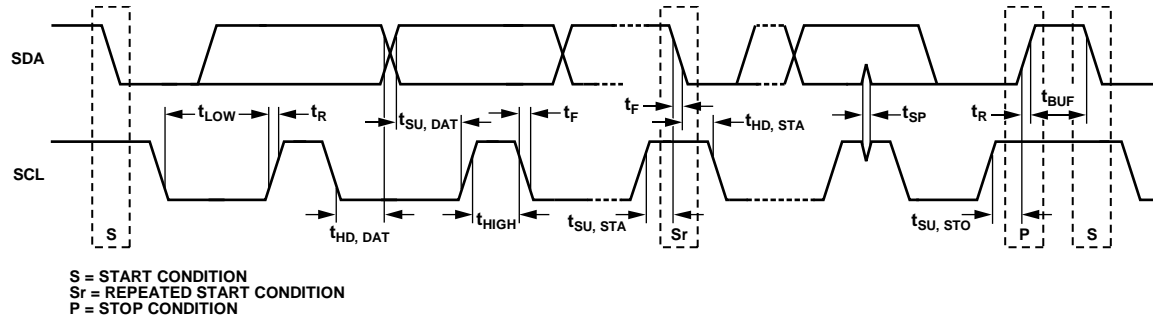 SDA
tLOW
tR
tSU, DAT
tF
tF
tHD, STA
tSP
tR
tBUF
SCL
tHD, DAT
tHIGH
tSU, STA
tSU, STO
S
Sr
P
S
S = START CONDITION
Sr = REPEATED START CONDITION
P = STOP CONDITION